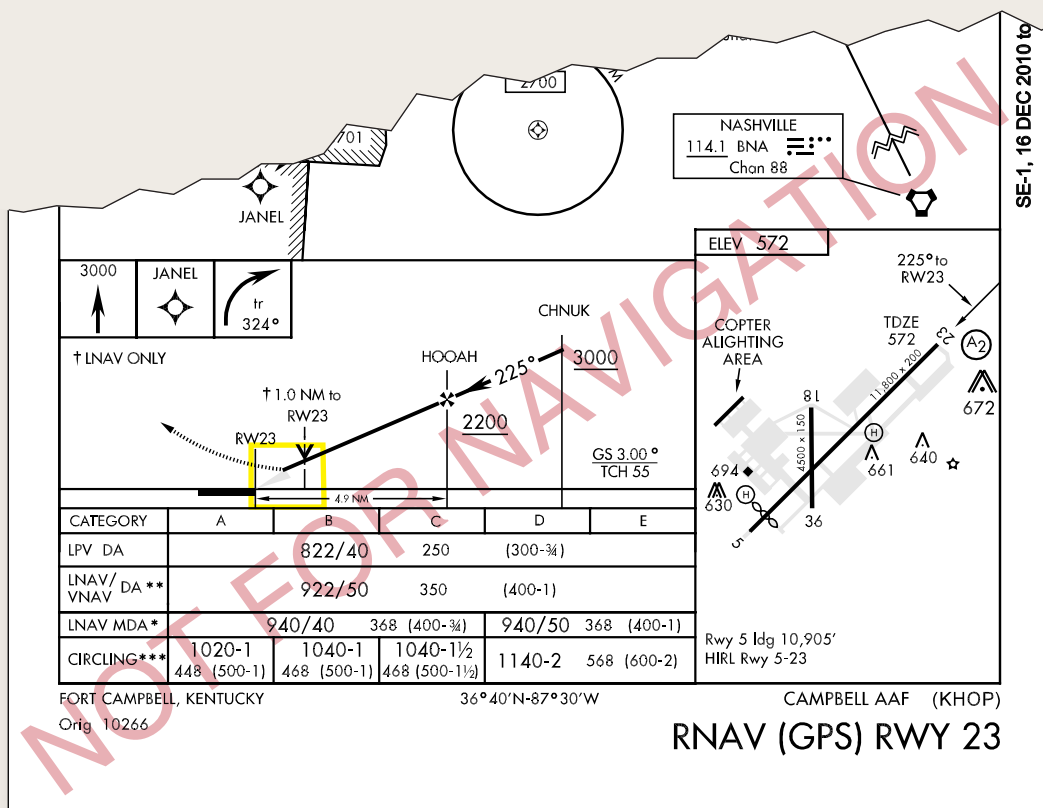 SE-1, 16 DEC 2010 to
2700
701
JANEL
NASHVILLE
114.1 BNA
Chan 88
3000
JANEL
tr
324°
† LNAV ONLY
CHNUK
HOOAH
225°
3000
† 1.0 NM to
RW23
2200
RW23
GS 3.00°
TCH 55
4.9 NM
ELEV 572
225° to
RW23
COPTER
ALIGHTING
AREA
TDZE
572
23
A2
11,800 x 200
672
18
4500 x 150
H
661
640
694
630
H
36
5
Rwy 5 ldg 10,905'
HIRL Rwy 5-23
CATEGORY A B C D E
LPV DA 822/40 250 (300-¾)
LNAV/
VNAV DA ** 922/50 350 (400-1)
LNAV MDA * 940/40 368 (400-¾) 940/50 368 (400-1)
CIRCLING *** 1020-1 1040-1 1040-1½ 1140-2 568 (600-2)
448 (500-1) 468 (500-1) 468 (500-1½)
FORT CAMPBELL, KENTUCKY
Orig 10266
36°40'N-87°30'W
CAMPBELL AAF (KHOP)
RNAV (GPS) RWY 23
NOT FOR NAVIGATION